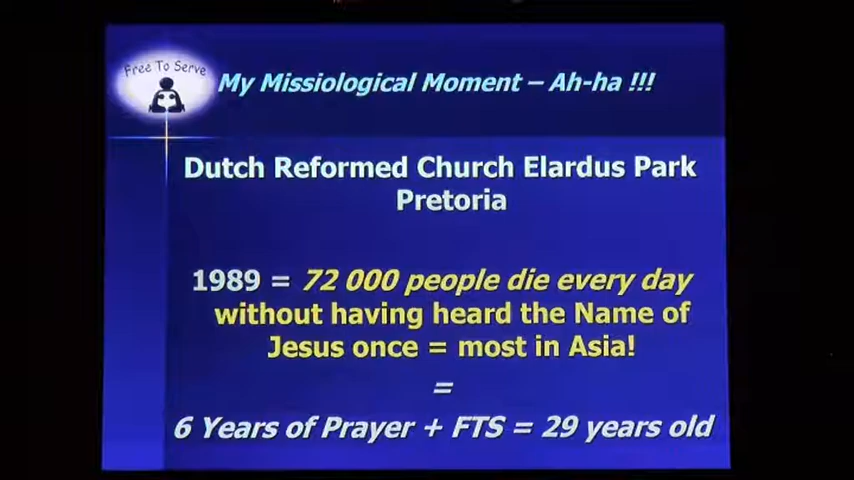 Free To Serve
My Missiological Moment – Ah-ha !!!
Dutch Reformed Church Elardus Park
Pretoria
1989 = 72 000 people die every day
without having heard the Name of
Jesus once = most in Asia!
=
6 Years of Prayer + FTS = 29 years old